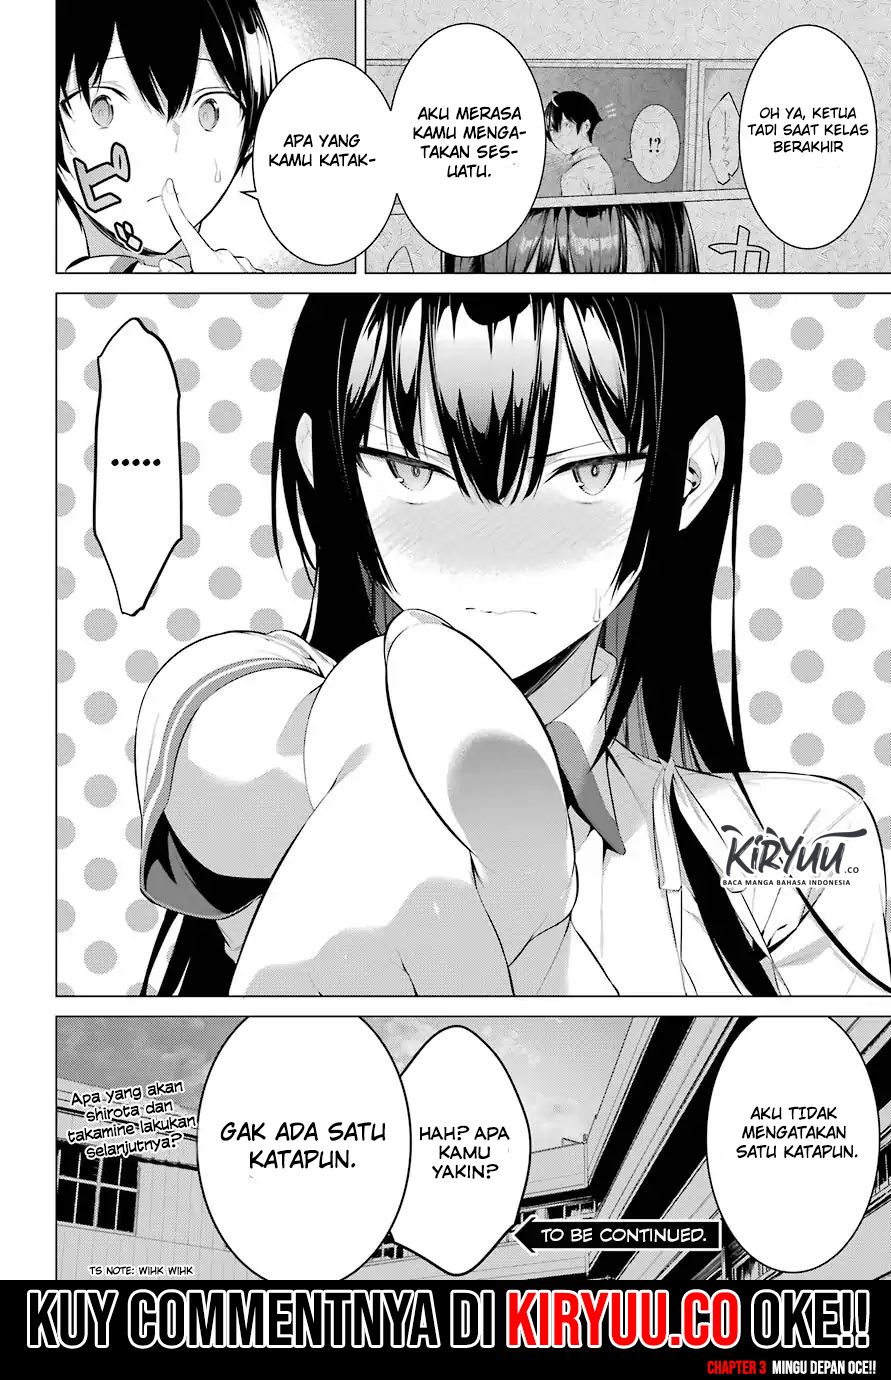 OH YA, KETUA
TADI SAAT KELAS
BERAKHIR
!?
カ
AKU MERASA
KAMU MENGA-
TAKAN SES-
UATU.
APA YANG
KAMU KATAK-
ピ
ト
.....
KIRYUU.CO
BACA MANGA BAHASA INDONESIA
AKU TIDAK
MENGATAKAN
SATU KATAPUN.
HAH? APA
KAMU
YAKIN?
GAK ADA SATU
KATAPUN.
TO BE CONTINUED.
Apa yang akan
shirota dan
takamine lakukan
selanjutnya?
TS NOTE: WIHK WIHK
KUY COMMENTNYA DI KIRYUU.CO OKE!!
CHAPTER 3 MINGU DEPAN OCE!!